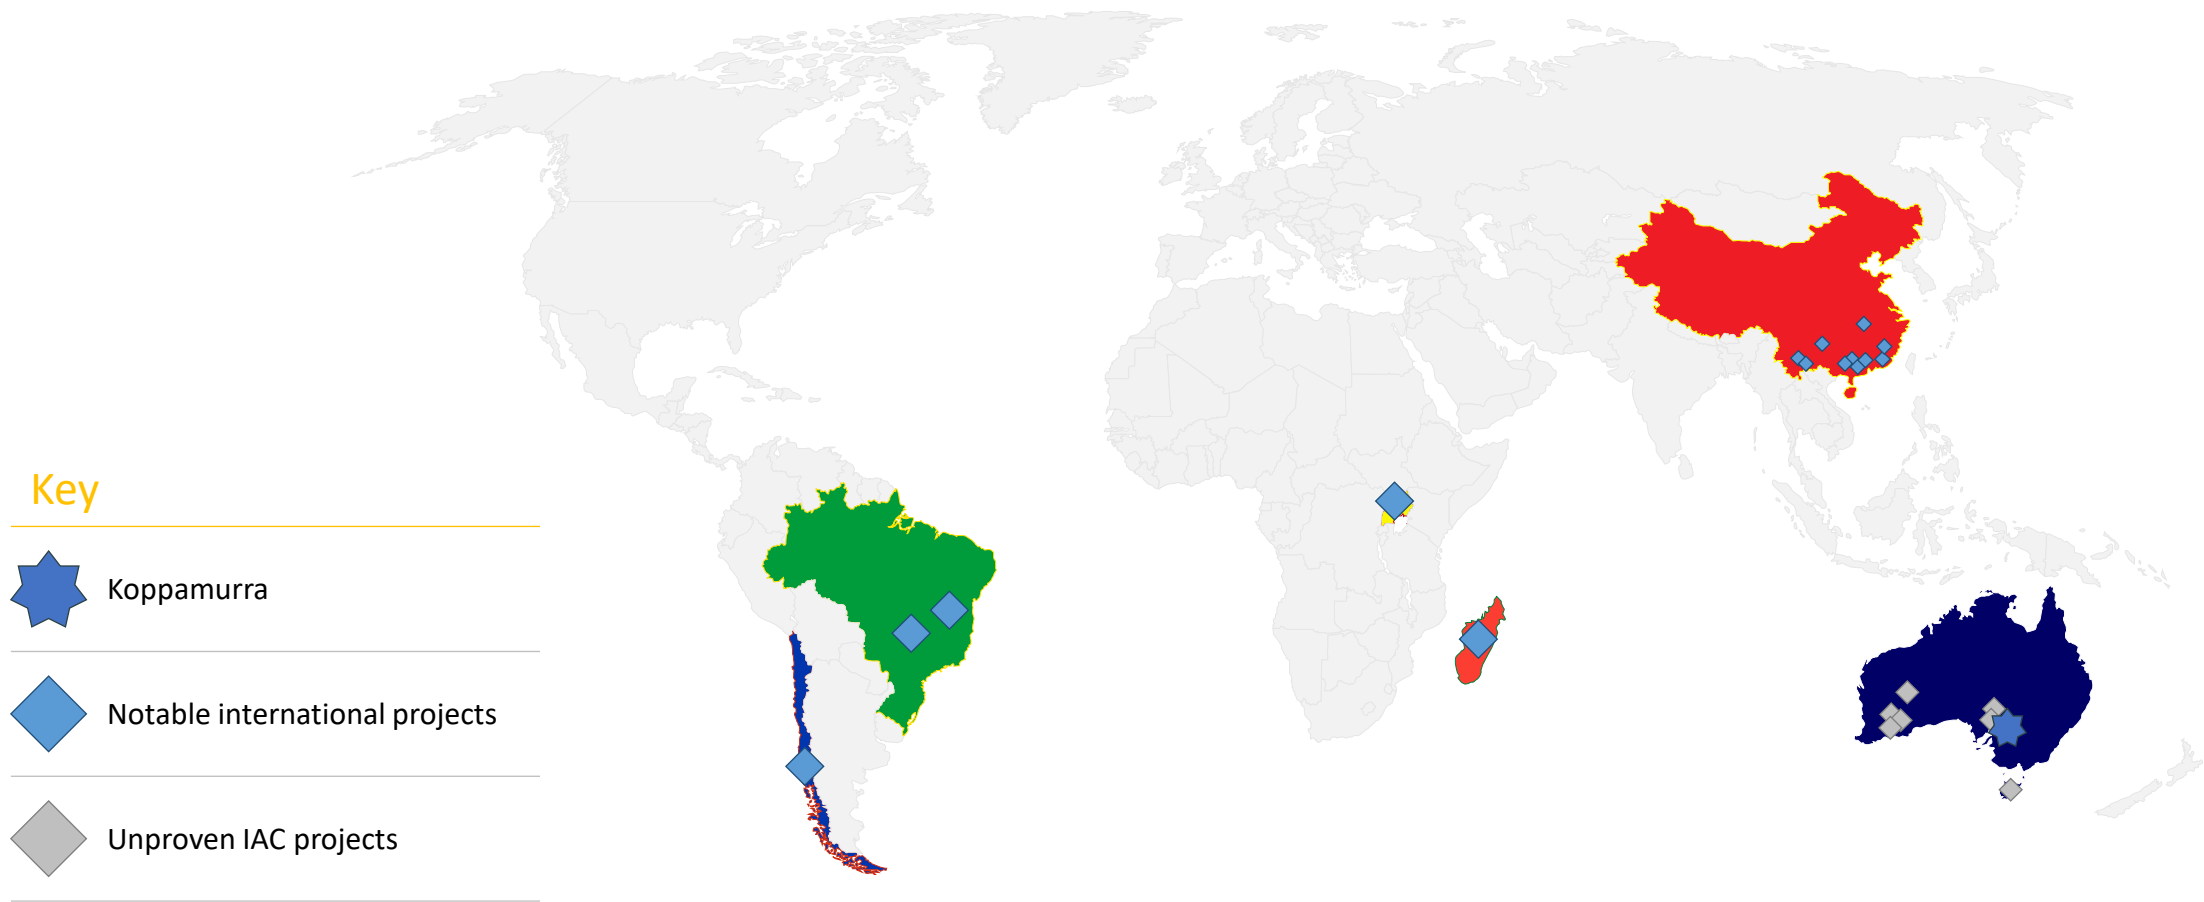 Key
Koppamurra
Notable international projects
Unproven IAC projects